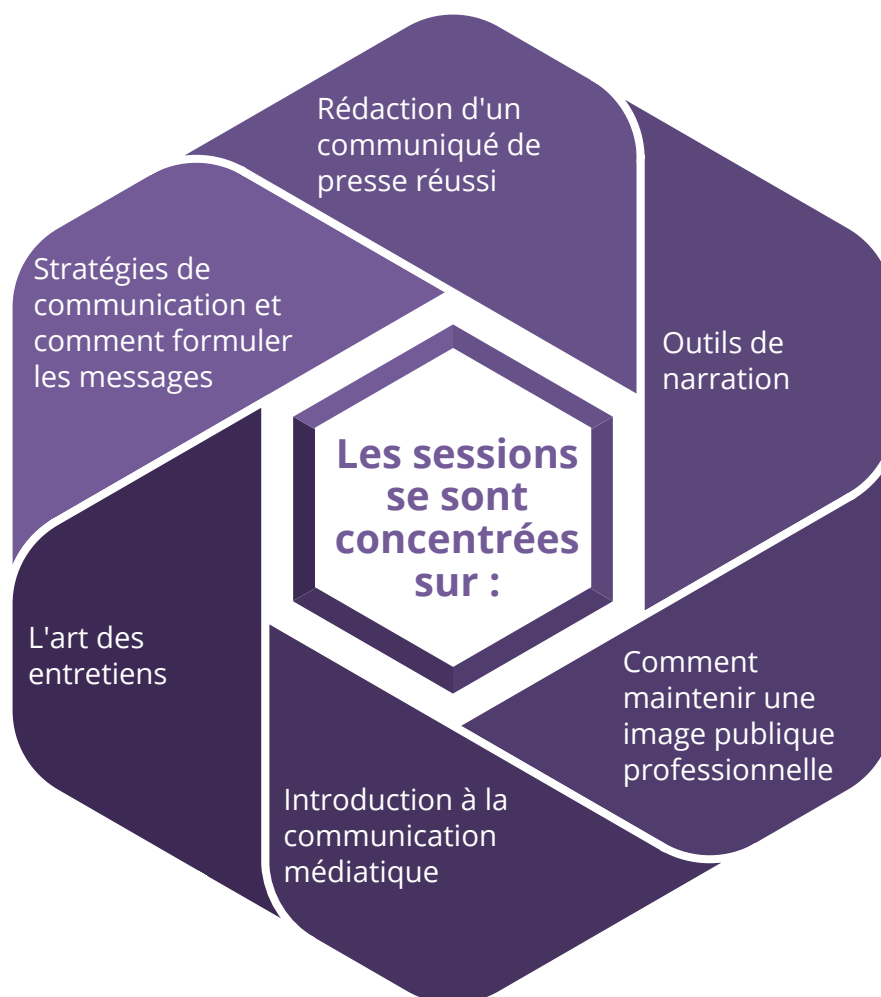 Rédaction d'un
communiqué de
presse réussi
Stratégies de
communication et
comment formuler
les messages
Outils de
narration
Les sessions
se sont
concentrées
sur :
L'art des
entretiens
Comment
maintenir une
image publique
professionnelle
Introduction à la
communication
médiatique